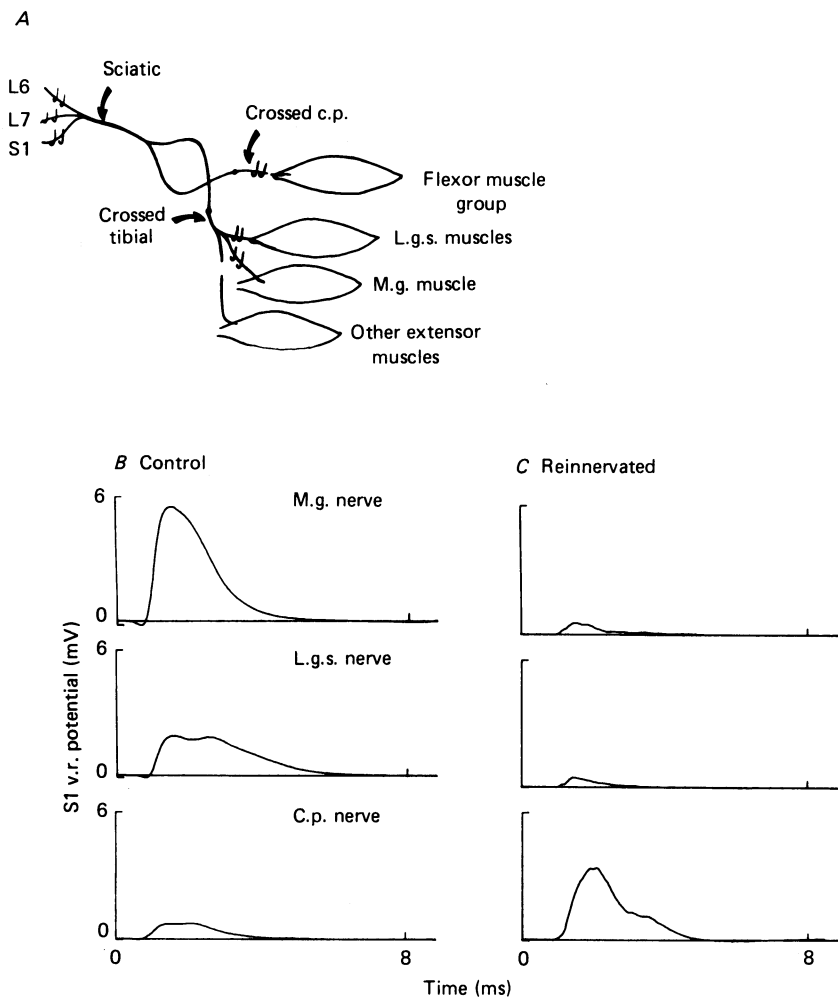 A
Sciatic
L6
L7
S1
Crossed c.p.
Flexor muscle
group
Crossed
tibial
L.g.s. muscles
M.g. muscle
Other extensor
muscles
B Control
C Reinnervated
6
M.g. nerve
0
6
L.g.s. nerve
0
8
6
C.p. nerve
0
0
8
0
8
S1 v.r. potential (mV)
Time (ms)